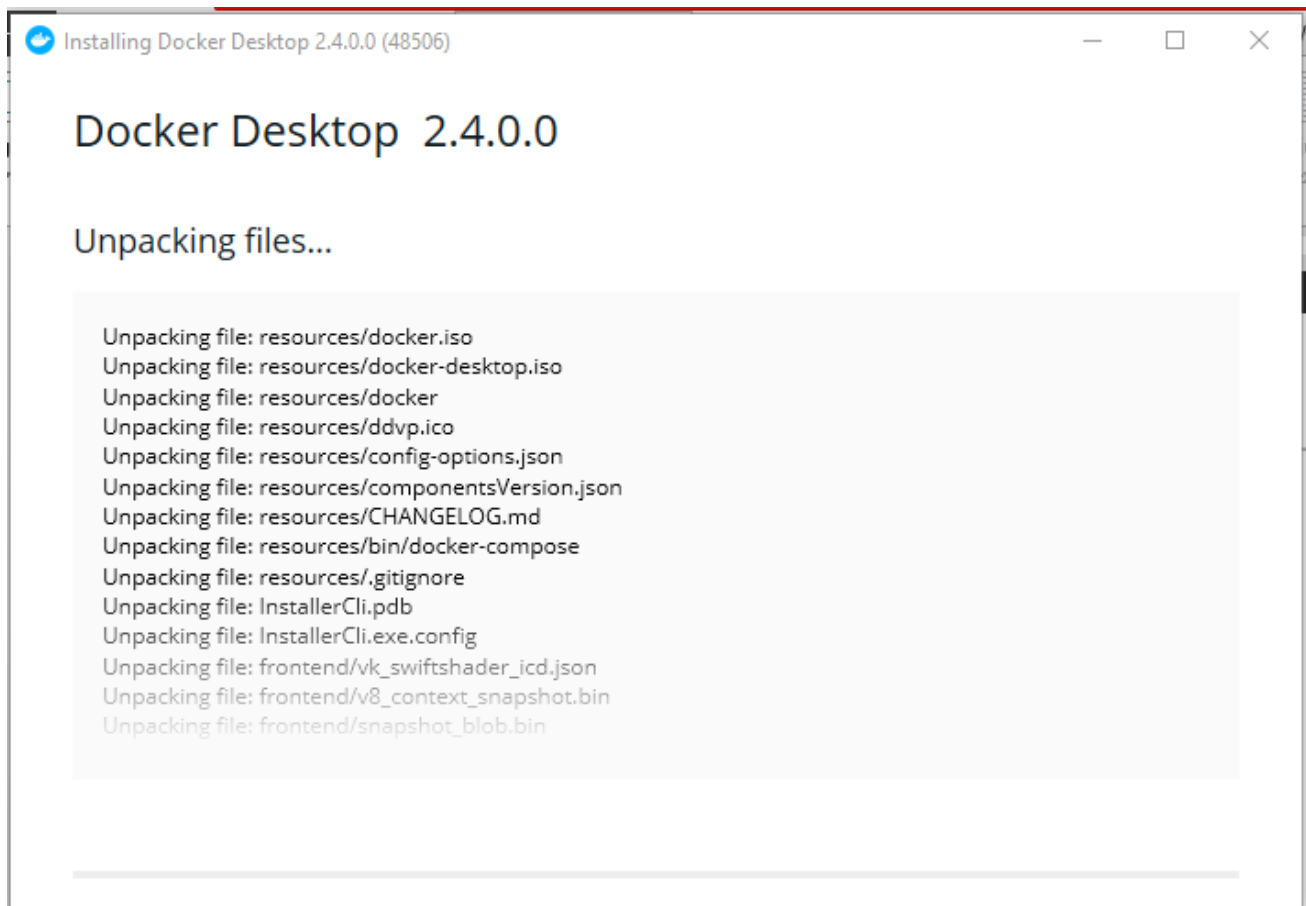 Installing Docker Desktop 2.4.0.0 (48506)
Docker Desktop 2.4.0.0
Unpacking files...
Unpacking file: resources/docker.iso
Unpacking file: resources/docker-desktop.iso
Unpacking file: resources/docker
Unpacking file: resources/ddvp.ico
Unpacking file: resources/config-options.json
Unpacking file: resources/componentsVersion.json
Unpacking file: resources/CHANGELOG.md
Unpacking file: resources/bin/docker-compose
Unpacking file: resources/.gitignore
Unpacking file: InstallerCli.pdb
Unpacking file: InstallerCli.exe.config
Unpacking file: frontend/vk_swiftshader_icd.json
Unpacking file: frontend/v8_context_snapshot.bin
Unpacking file: frontend/snapshot_blob.bin